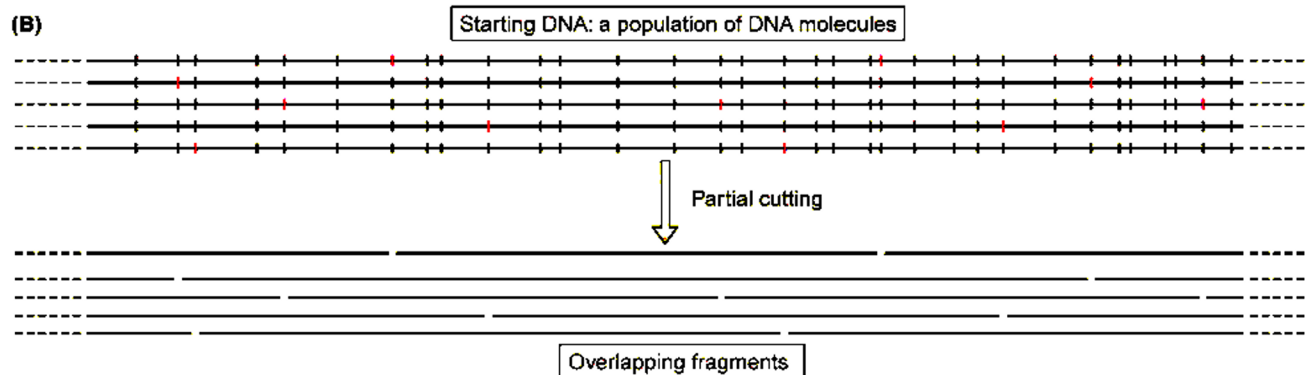 (B)
Starting DNA: a population of DNA molecules
Partial cutting
Overlapping fragments